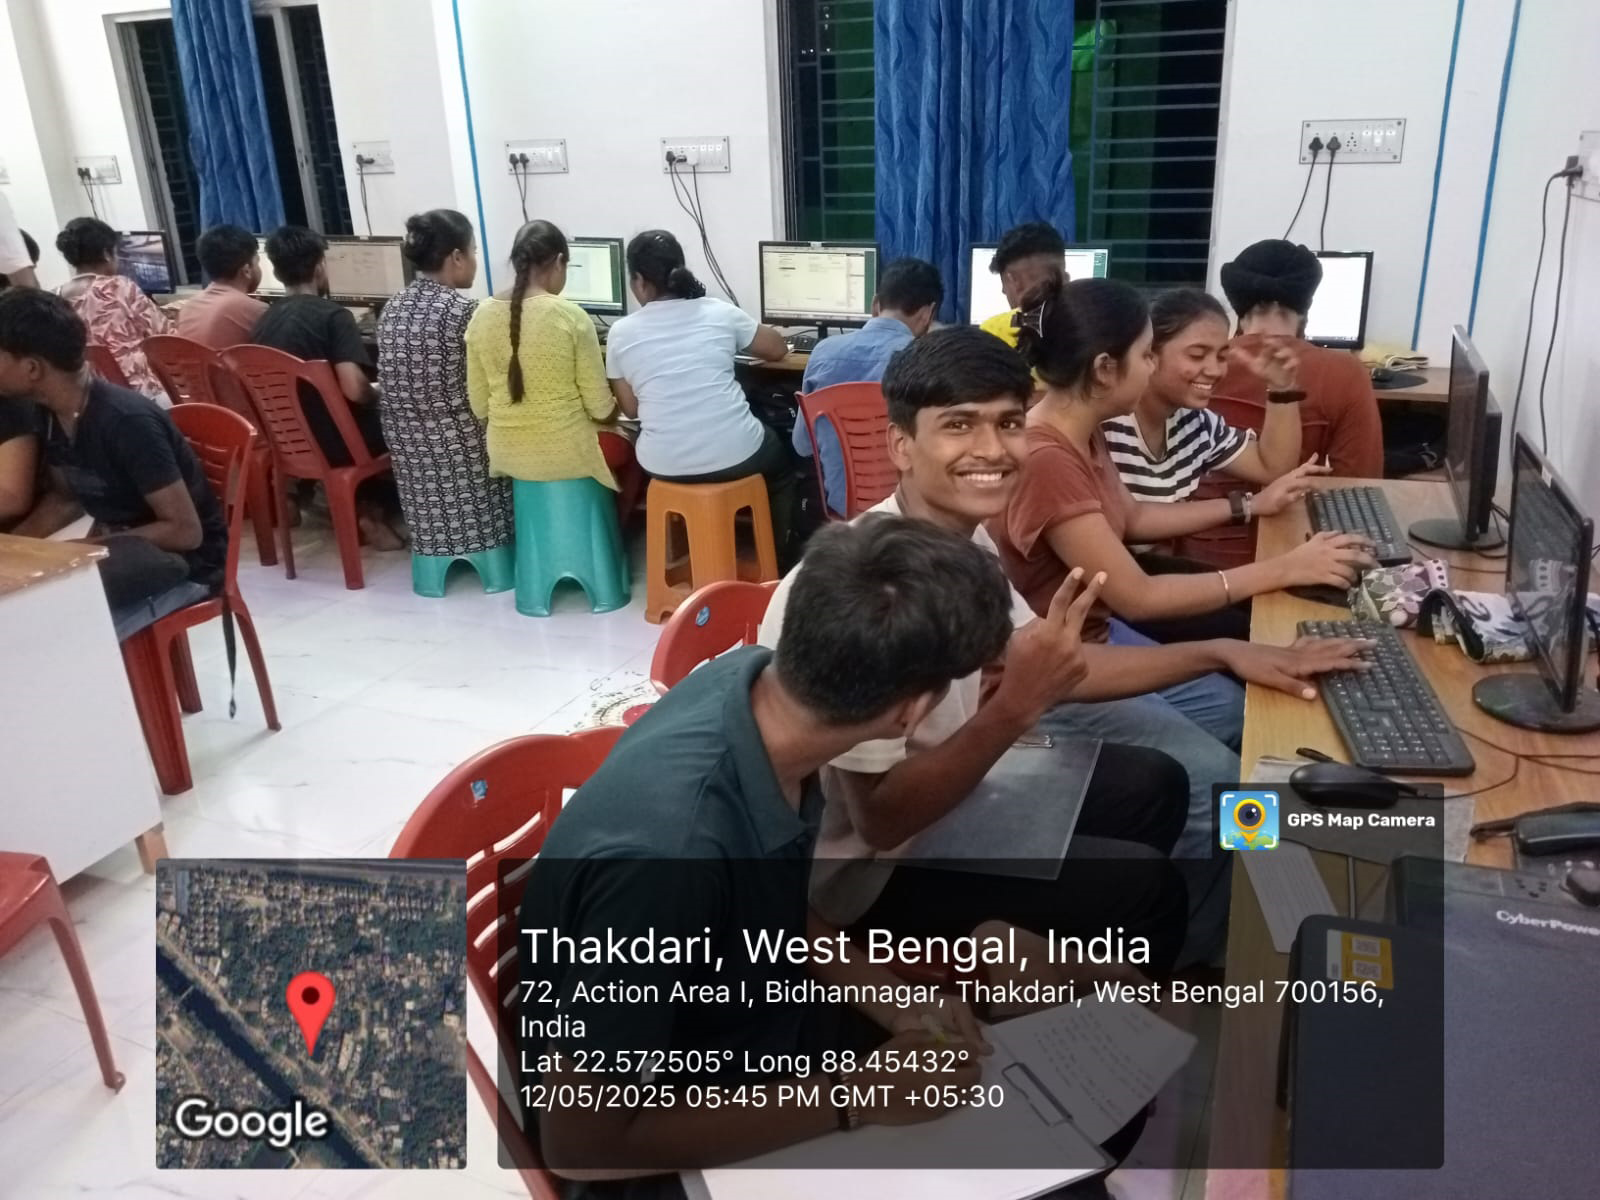 GPS Map Camera
CyberPowe
Thakdari, West Bengal, India
72, Action Area I, Bidhannagar, Thakdari, West Bengal 700156,
India
Lat 22.572505° Long 88.45432°
12/05/2025 05:45 PM GMT +05:30
Google